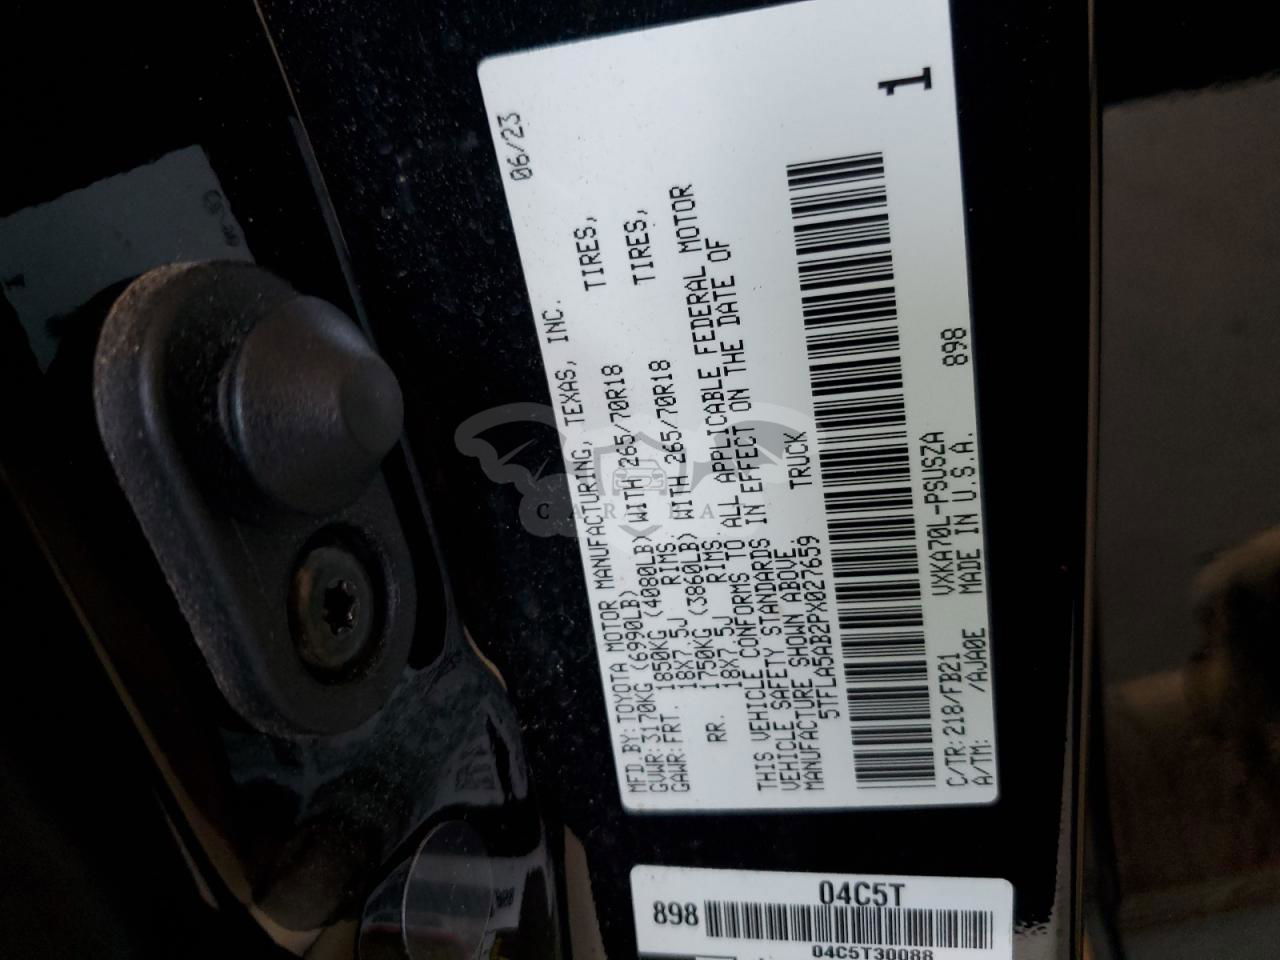 MFD.BY: TOYOTA MOTOR MANUFACTURING, TEXAS, INC. 06/23
GVWR: 3170KG (6990LB)
GAWR: FRT. 1850KG (4080LB) WITH 265/70R18 TIRES,
18X7.5J RIMS
RR. 1750KG (3860LB) WITH 265/70R18 TIRES,
18X7.5J RIMS.
THIS VEHICLE CONFORMS TO ALL APPLICABLE FEDERAL MOTOR
VEHICLE SAFETY STANDARDS IN EFFECT ON THE DATE OF
MANUFACTURE SHOWN ABOVE.
5TFLA5AB2PX027659 TRUCK
1
C/TR: 218/FB21 VXKA70L-PSUSZA
A/TM: /AJA0E MADE IN U.S.A. 898
04C5T
898
04C5T30088